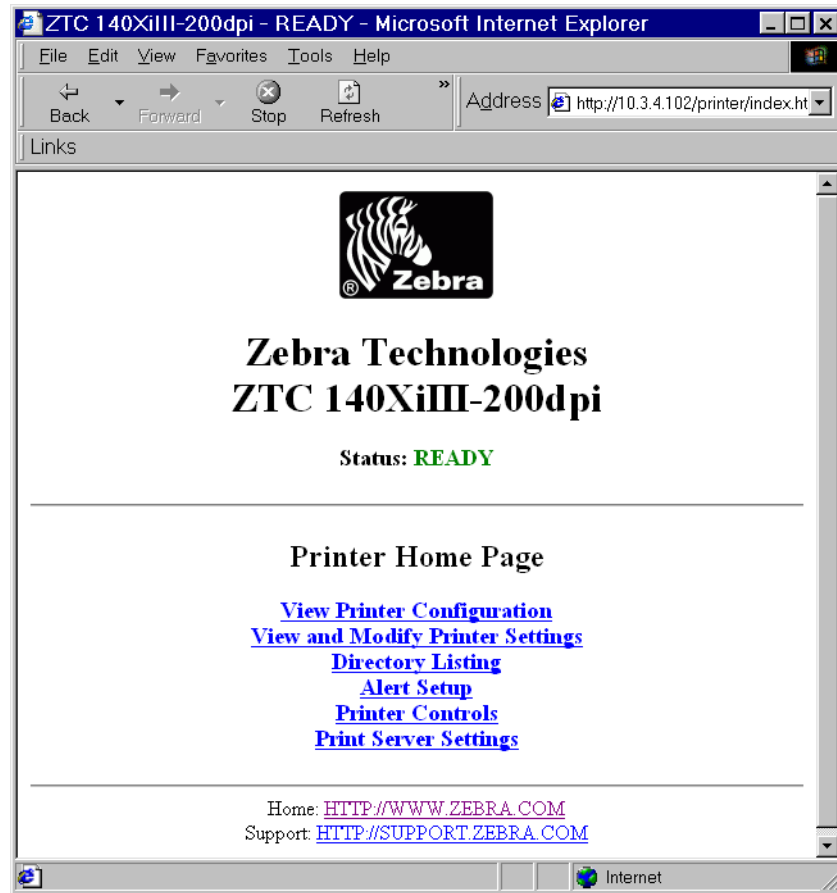 ZTC 140XiIII-200dpi - READY - Microsoft Internet Explorer
File Edit View Favorites Tools Help
Back Forward Stop Refresh » Address http://10.3.4.102/printer/index.ht
Links
® Zebra
Zebra Technologies
ZTC 140XiIII-200dpi
Status: READY
Printer Home Page
View Printer Configuration
View and Modify Printer Settings
Directory Listing
Alert Setup
Printer Controls
Print Server Settings
Home: HTTP://WWW.ZEBRA.COM
Support: HTTP://SUPPORT.ZEBRA.COM
Internet